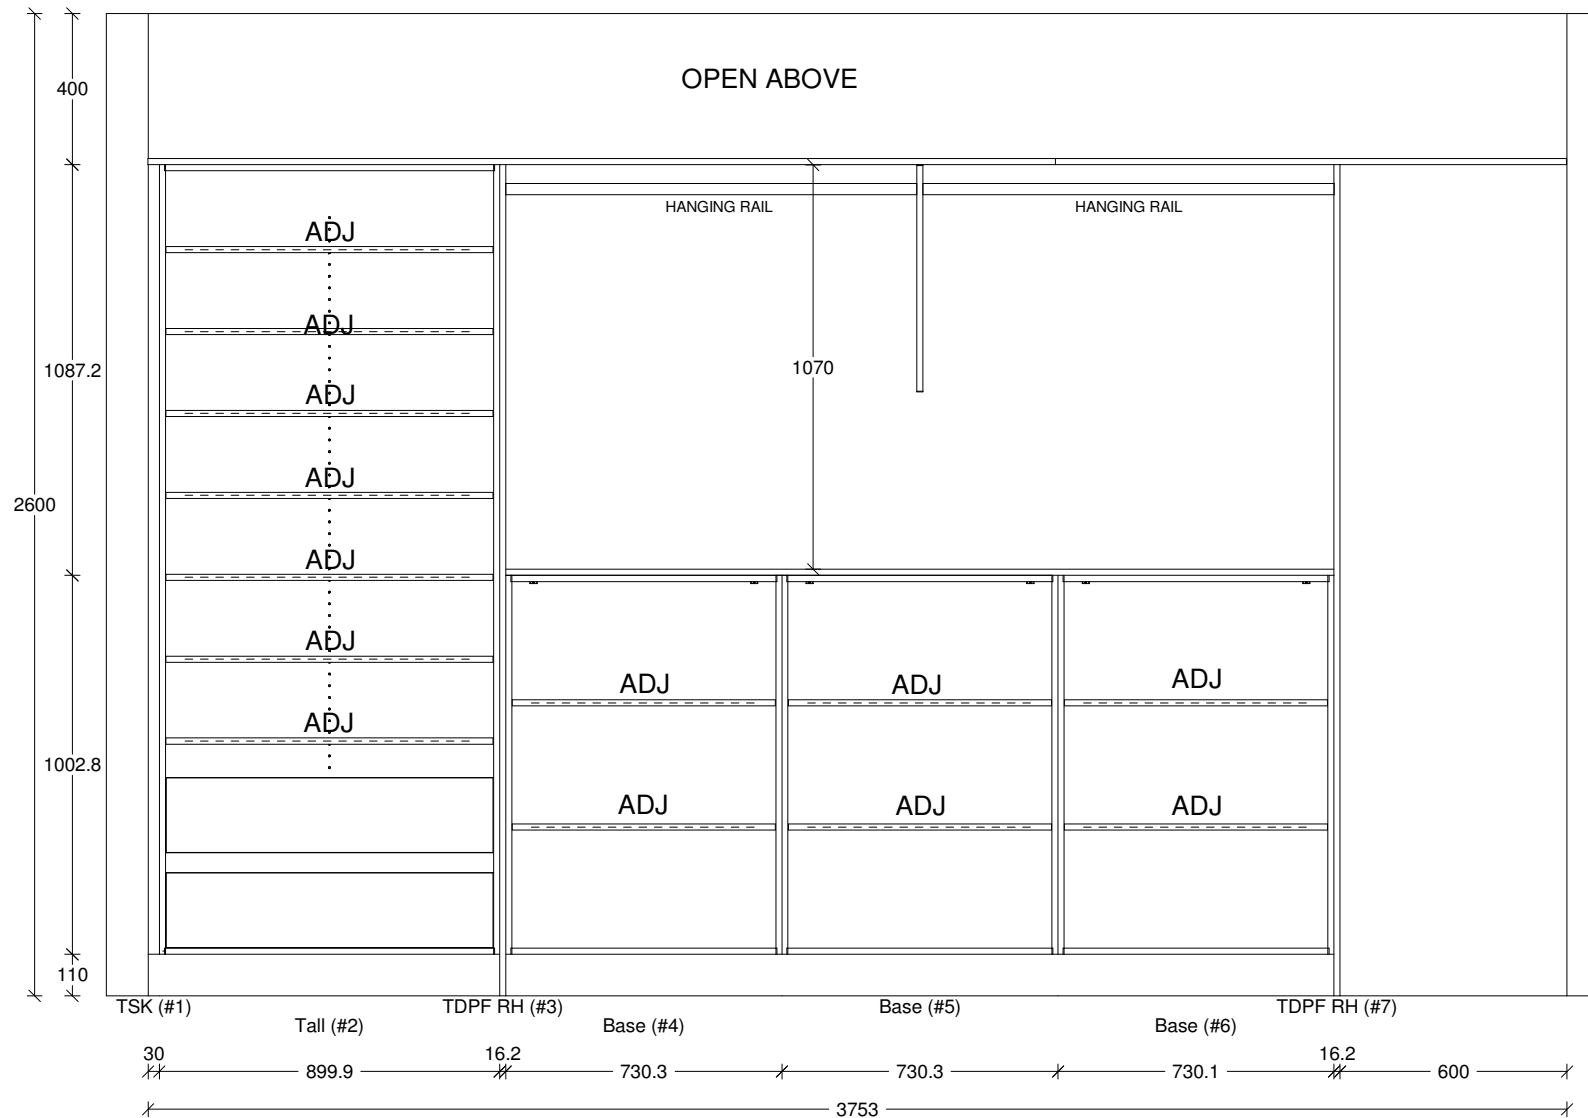 OPEN ABOVE
400
HANGING RAIL
HANGING RAIL
ADJ
ADJ
1087.2
1070
ADJ
ADJ
2600
ADJ
ADJ
ADJ
ADJ
ADJ
ADJ
1002.8
ADJ
ADJ
ADJ
110
TSK (#1)
TDPF RH (#3)
Base (#5)
TDPF RH (#7)
Tall (#2)
Base (#4)
Base (#6)
30
16.2
16.2
899.9
730.3
730.3
730.1
600
3753